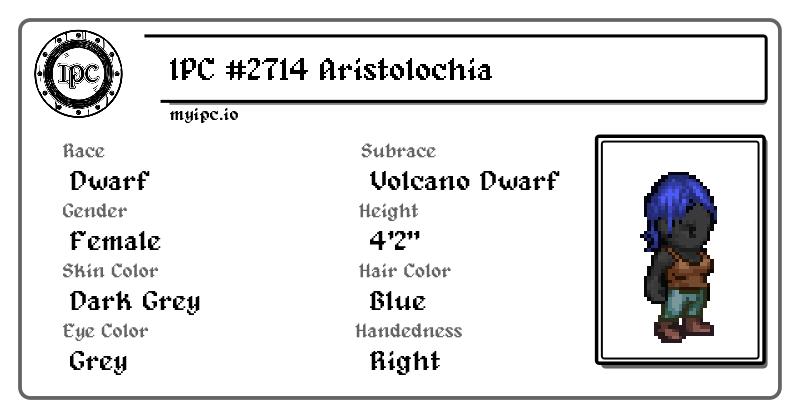 IPC
IPC #2714 Aristolochia
myipc.io
Race
Subrace
Dwarf
Volcano Dwarf
Gender
Height
Female
4'2"
Skin Color
Hair Color
Dark Grey
Blue
Eye Color
Handedness
Grey
Right